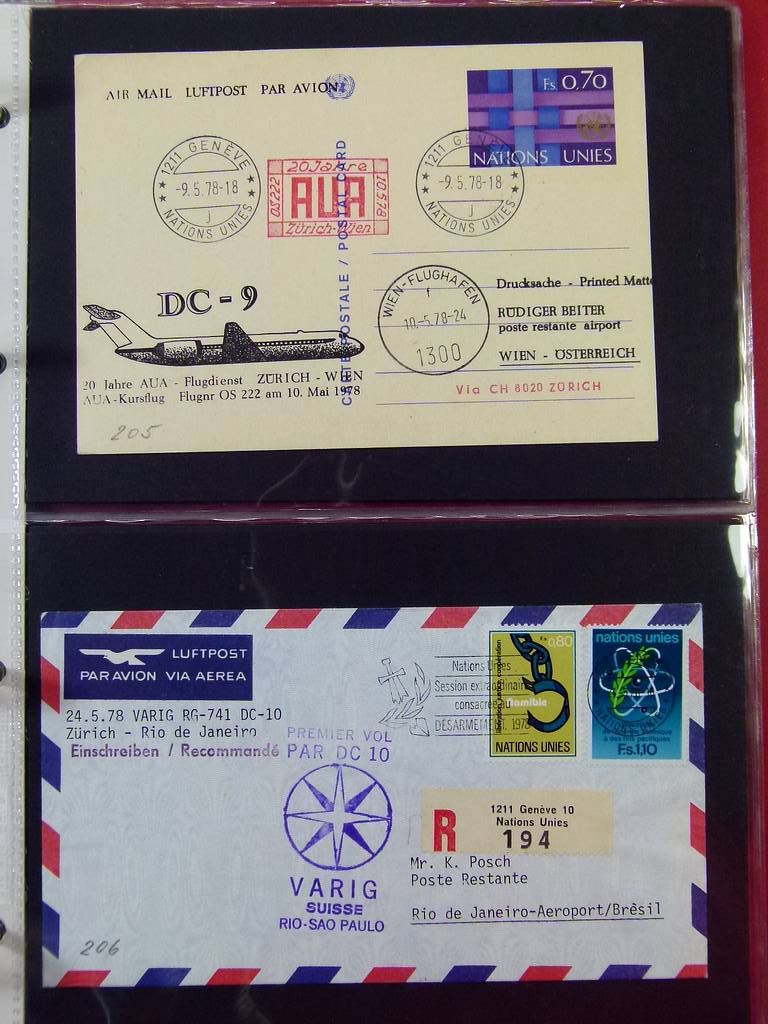 AIR MAIL LUFTPOST PAR AVION
Fs. 0,70
NATIONS UNIES
1211 GENÈVE
-9.5.78-18
J
NATIONS UNIES
20 Jahre
OS 222
AUA
10.5.78
Zürich-Wien
1211 GENÈVE
-9.5.78-18
J
NATIONS UNIES
CARTE POSTALE / POSTAL CARD
DC-9
WIEN-FLUGHAFEN
f
10.-5.78-24
1300
Drucksache - Printed Matte
RÜDIGER BEITER
poste restante airport
WIEN - ÖSTERREICH
Via CH 8020 ZÜRICH
20 Jahre AUA - Flugdienst ZÜRICH - WIEN
AUA-Kursflug Flugnr OS 222 am 10. Mai 1978
205
LUFTPOST
PAR AVION VIA AEREA
24.5.78 VARIG RG-741 DC-10
Zürich - Rio de Janeiro
Einschreiben / Recommandé
PREMIER VOL
PAR DC 10
VARIG
SUISSE
RIO-SAO PAULO
Nations Unies
Session extraordinaire
consacrée
DÉSARMEMENT, 1978
Fs. 0,80
Namibie
NATIONS UNIES
nations unies
à des fins pacifiques
Fs.1,10
R
1211 Genève 10
Nations Unies
194
Mr. K. Posch
Poste Restante
Rio de Janeiro-Aeroport/Brèsil
206